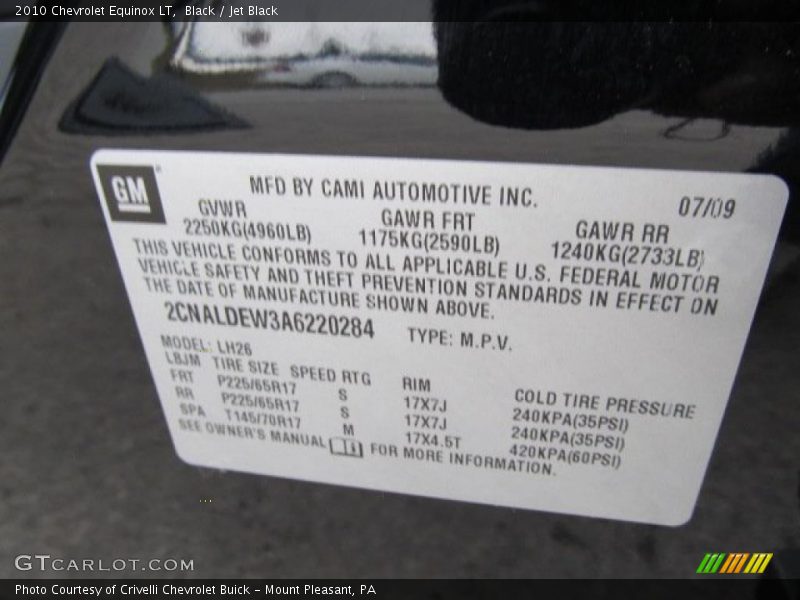 2010 Chevrolet Equinox LT,  Black / Jet Black
GM
MFD BY CAMI AUTOMOTIVE INC.
07/09
GVWR GAWR FRT GAWR RR
2250KG(4960LB) 1175KG(2590LB) 1240KG(2733LB)
THIS VEHICLE CONFORMS TO ALL APPLICABLE U.S. FEDERAL MOTOR
VEHICLE SAFETY AND THEFT PREVENTION STANDARDS IN EFFECT ON
THE DATE OF MANUFACTURE SHOWN ABOVE.
2CNALDEW3A6220284 TYPE: M.P.V.
MODEL: LH26
LBJM TIRE SIZE SPEED RTG RIM COLD TIRE PRESSURE
FRT P225/65R17 S 17X7J 240KPA(35PSI)
RR P225/65R17 S 17X7J 240KPA(35PSI)
SPA T145/70R17 M 17X4.5T 420KPA(60PSI)
SEE OWNER'S MANUAL FOR MORE INFORMATION.
GTCARLOT.COM
Photo Courtesy of Crivelli Chevrolet Buick - Mount Pleasant, PA